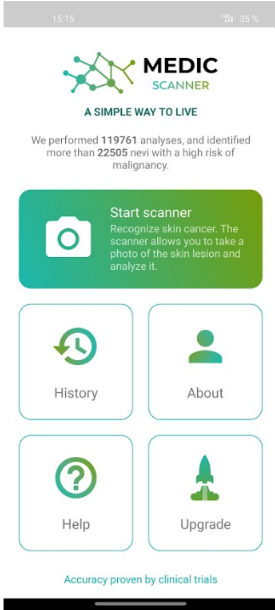 15:15
35 %
MEDIC
SCANNER
A SIMPLE WAY TO LIVE
We performed 119761 analyses, and identified
more than 22505 nevi with a high risk of
malignancy.
Start scanner
Recognize skin cancer. The
scanner allows you to take a
photo of the skin lesion and
analyze it.
History
About
Help
Upgrade
Accuracy proven by clinical trials